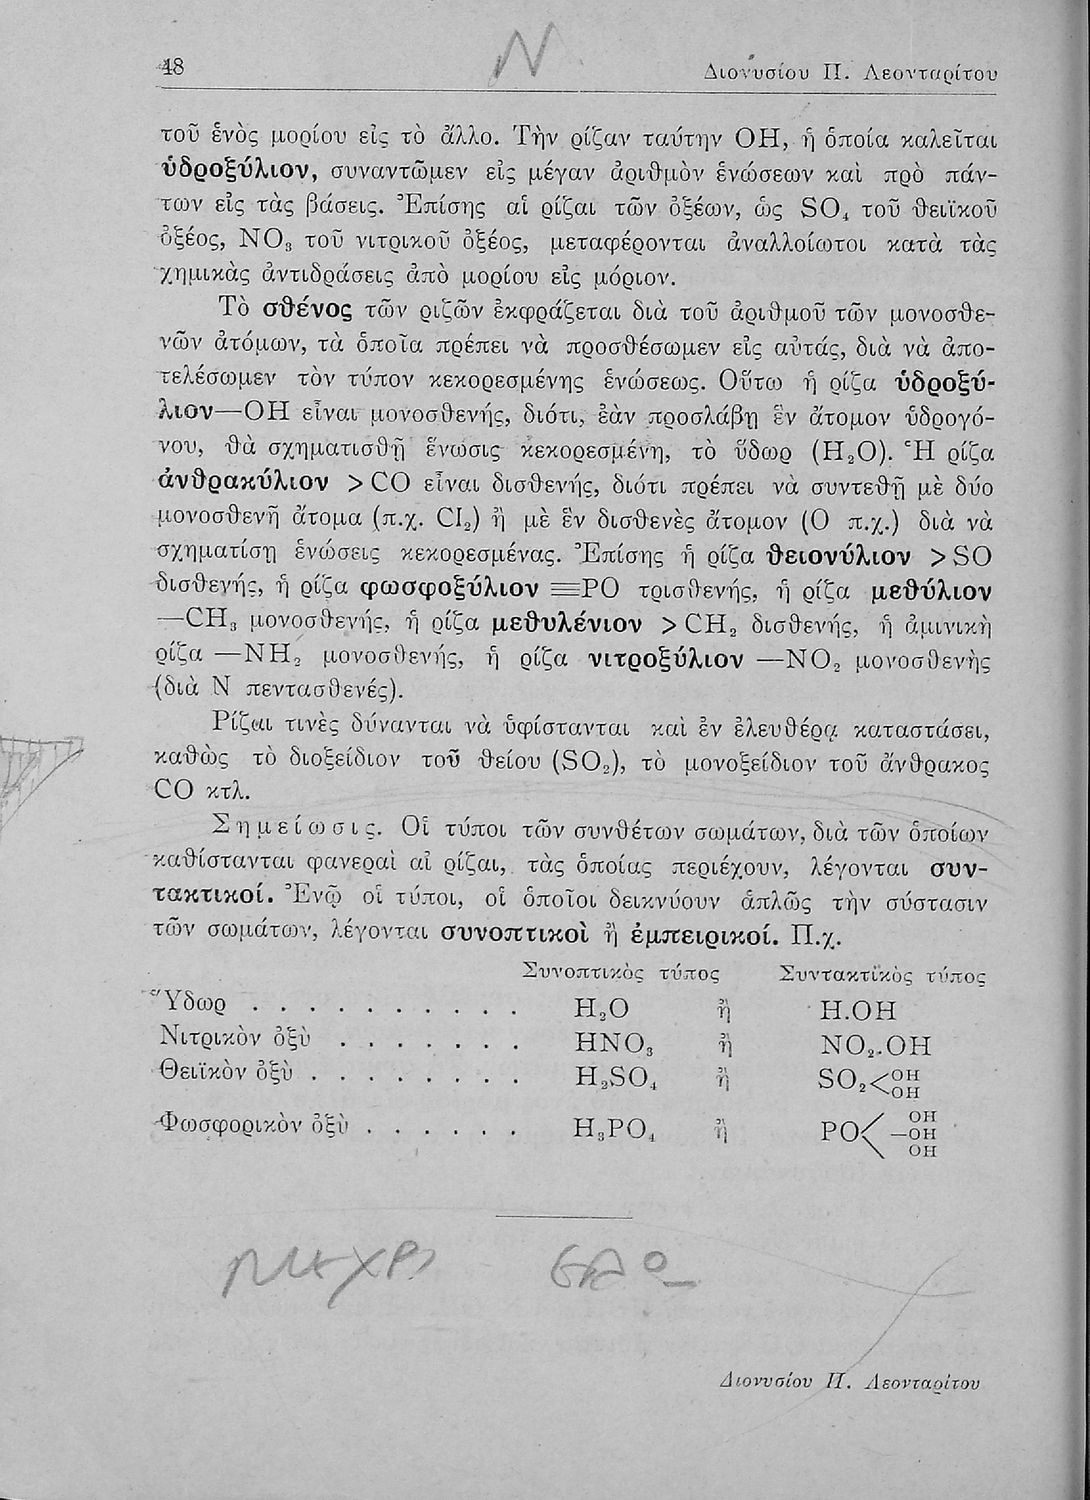 48
N
Διονυσίου Π. Λεονταρίτου
τοῦ ἑνὸς μορίου εἰς τὸ ἄλλο. Τὴν ρίζαν ταύτην ΟΗ, ἡ ὁποία καλεῖται
ὑδροξύλιον, συναντῶμεν εἰς μέγαν ἀριθμὸν ἑνώσεων καὶ πρὸ πάν-
των εἰς τὰς βάσεις. Ἐπίσης αἱ ρίζαι τῶν ὀξέων, ὡς SO₄ τοῦ θειϊκοῦ
ὀξέος, NO₃ τοῦ νιτρικοῦ ὀξέος, μεταφέρονται ἀναλλοίωτοι κατὰ τὰς
χημικὰς ἀντιδράσεις ἀπὸ μορίου εἰς μόριον.
Τὸ σθένος τῶν ριζῶν ἐκφράζεται διὰ τοῦ ἀριθμοῦ τῶν μονοσθε-
νῶν ἀτόμων, τὰ ὁποῖα πρέπει νὰ προσθέσωμεν εἰς αὐτάς, διὰ νὰ ἀπο-
τελέσωμεν τὸν τύπον κεκορεσμένης ἑνώσεως. Οὕτω ἡ ρίζα ὑδροξύ-
λιον—ΟΗ εἶναι μονοσθενής, διότι, ἐὰν προσλάβῃ ἓν ἄτομον ὑδρογό-
νου, θὰ σχηματισθῇ ἕνωσις κεκορεσμένη, τὸ ὕδωρ (H₂O). Ἡ ρίζα
ἀνθρακύλιον >CO εἶναι δισθενής, διότι πρέπει νὰ συντεθῇ μὲ δύο
μονοσθενῆ ἄτομα (π.χ. Cl₂) ἢ μὲ ἓν δισθενὲς ἄτομον (Ο π.χ.) διὰ νὰ
σχηματίσῃ ἑνώσεις κεκορεσμένας. Ἐπίσης ἡ ρίζα θειονύλιον >SO
δισθενής, ἡ ρίζα φωσφοξύλιον ≡PO τρισθενής, ἡ ρίζα μεθύλιον
—CH₃ μονοσθενής, ἡ ρίζα μεθυλένιον >CH₂ δισθενής, ἡ ἀμινικὴ
ρίζα —NH₂ μονοσθενής, ἡ ρίζα νιτροξύλιον —NO₂ μονοσθενὴς
(διὰ N πεντασθενές).
Ρίζαι τινὲς δύνανται νὰ ὑφίστανται καὶ ἐν ἐλευθέρᾳ καταστάσει,
καθὼς τὸ διοξείδιον τοῦ θείου (SO₂), τὸ μονοξείδιον τοῦ ἄνθρακος
CO κτλ.
Σημείωσις. Οἱ τύποι τῶν συνθέτων σωμάτων, διὰ τῶν ὁποίων
καθίστανται φανεραὶ αἱ ρίζαι, τὰς ὁποίας περιέχουν, λέγονται συν-
τακτικοί. Ἐνῷ οἱ τύποι, οἱ ὁποῖοι δεικνύουν ἁπλῶς τὴν σύστασιν
τῶν σωμάτων, λέγονται συνοπτικοὶ ἢ ἐμπειρικοί. Π.χ.
Συνοπτικὸς τύπος Συντακτικὸς τύπος
Ὕδωρ . . . . . . . . . . H₂O ἢ H.OH
Νιτρικὸν ὀξὺ . . . . . . . HNO₃ ἢ NO₂.OH
Θειϊκὸν ὀξὺ . . . . . . . . H₂SO₄ ἢ SO₂<OH OH
Φωσφορικὸν ὀξὺ . . . . . . H₃PO₄ ἢ PO< OH —OH OH
ΜΕΧΡΙ ΕΔΩ
Διονυσίου Π. Λεονταρίτου